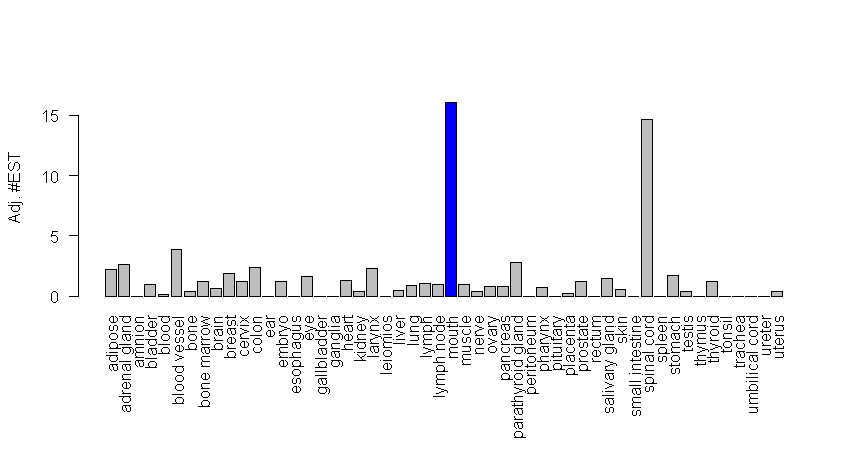 Adj. #EST
15
10
5
0
adipose
adrenal gland
amnion
bladder
blood
blood vessel
bone
bone marrow
brain
breast
cervix
colon
ear
embryo
esophagus
eye
gallbladder
ganglia
heart
kidney
larynx
leiomios
liver
lung
lymph
lymph node
mouth
muscle
nerve
ovary
pancreas
parathyroid gland
peritoneum
pharynx
pituitary
placenta
prostate
rectum
salivary gland
skin
small intestine
spinal cord
spleen
stomach
testis
thymus
thyroid
tonsil
trachea
umbilical cord
ureter
uterus